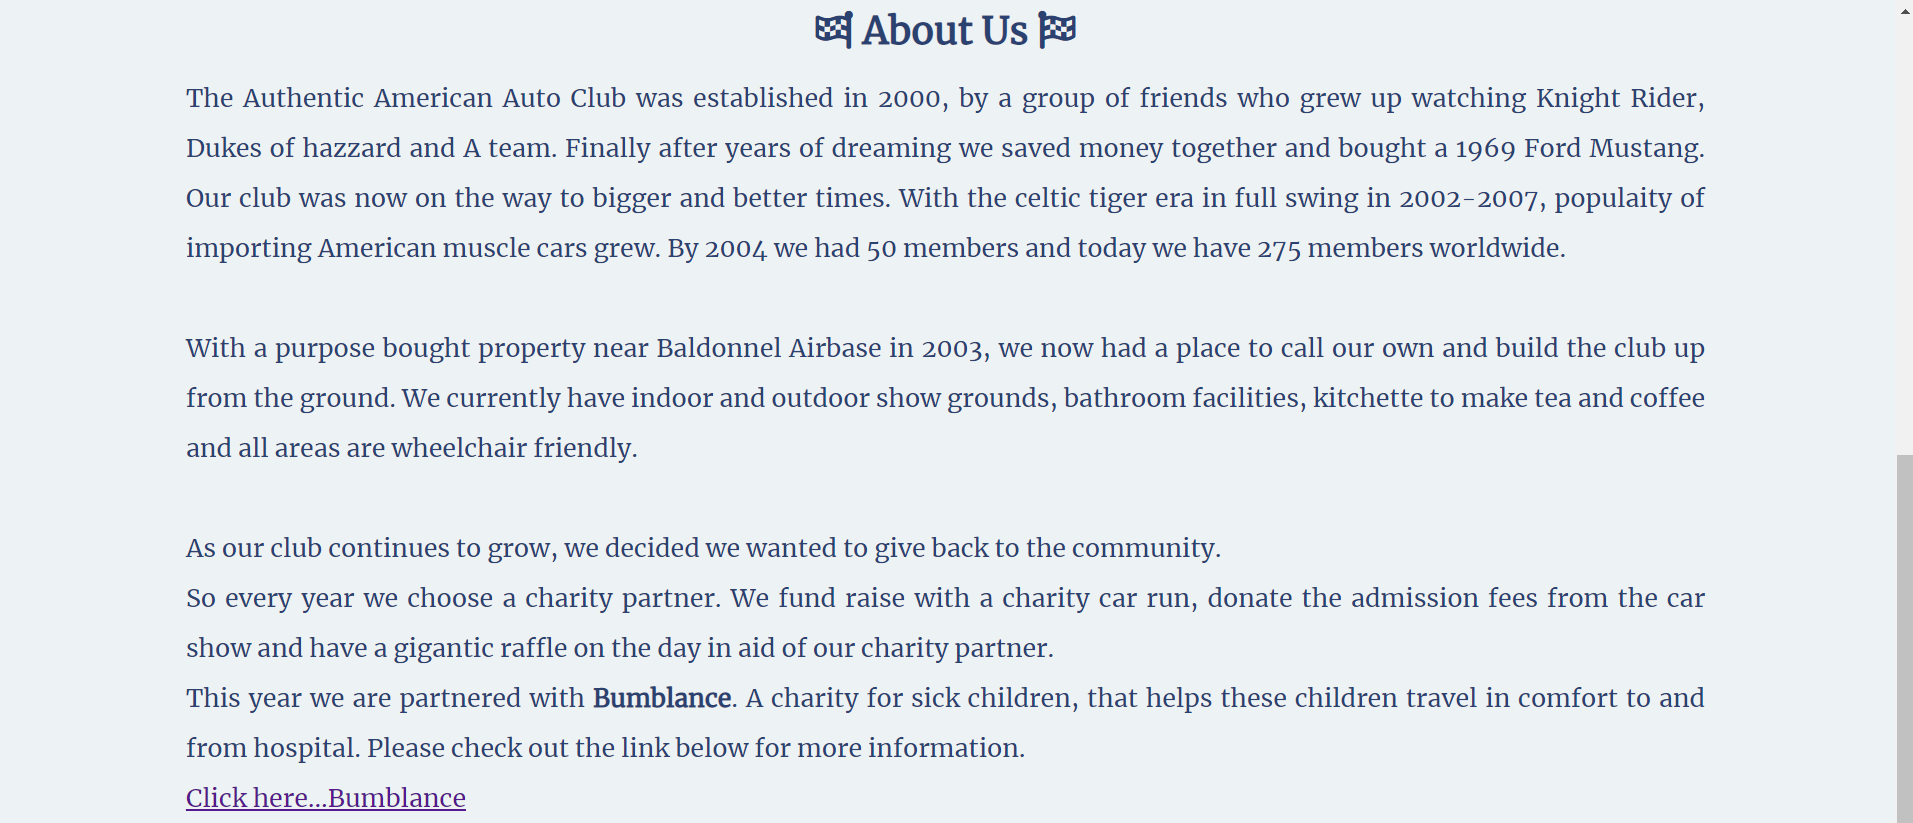 About Us
The Authentic American Auto Club was established in 2000, by a group of friends who grew up watching Knight Rider,
Dukes of hazzard and A team. Finally after years of dreaming we saved money together and bought a 1969 Ford Mustang.
Our club was now on the way to bigger and better times. With the celtic tiger era in full swing in 2002-2007, populaity of
importing American muscle cars grew. By 2004 we had 50 members and today we have 275 members worldwide.
With a purpose bought property near Baldonnel Airbase in 2003, we now had a place to call our own and build the club up
from the ground. We currently have indoor and outdoor show grounds, bathroom facilities, kitchette to make tea and coffee
and all areas are wheelchair friendly.
As our club continues to grow, we decided we wanted to give back to the community.
So every year we choose a charity partner. We fund raise with a charity car run, donate the admission fees from the car
show and have a gigantic raffle on the day in aid of our charity partner.
This year we are partnered with Bumblance. A charity for sick children, that helps these children travel in comfort to and
from hospital. Please check out the link below for more information.
Click here...Bumblance